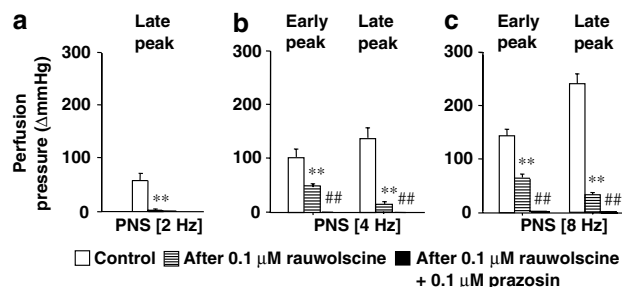 a
Late
peak
b
Early
peak
Late
peak
c
Early
peak
Late
peak
Perfusion
pressure (ΔmmHg)
300
200
100
0
**
PNS [2 Hz]
300
200
100
0
**
##
**
##
PNS [4 Hz]
300
200
100
0
**
##
**
##
PNS [8 Hz]
Control
After 0.1 μM rauwolscine
After 0.1 μM rauwolscine
+ 0.1 μM prazosin